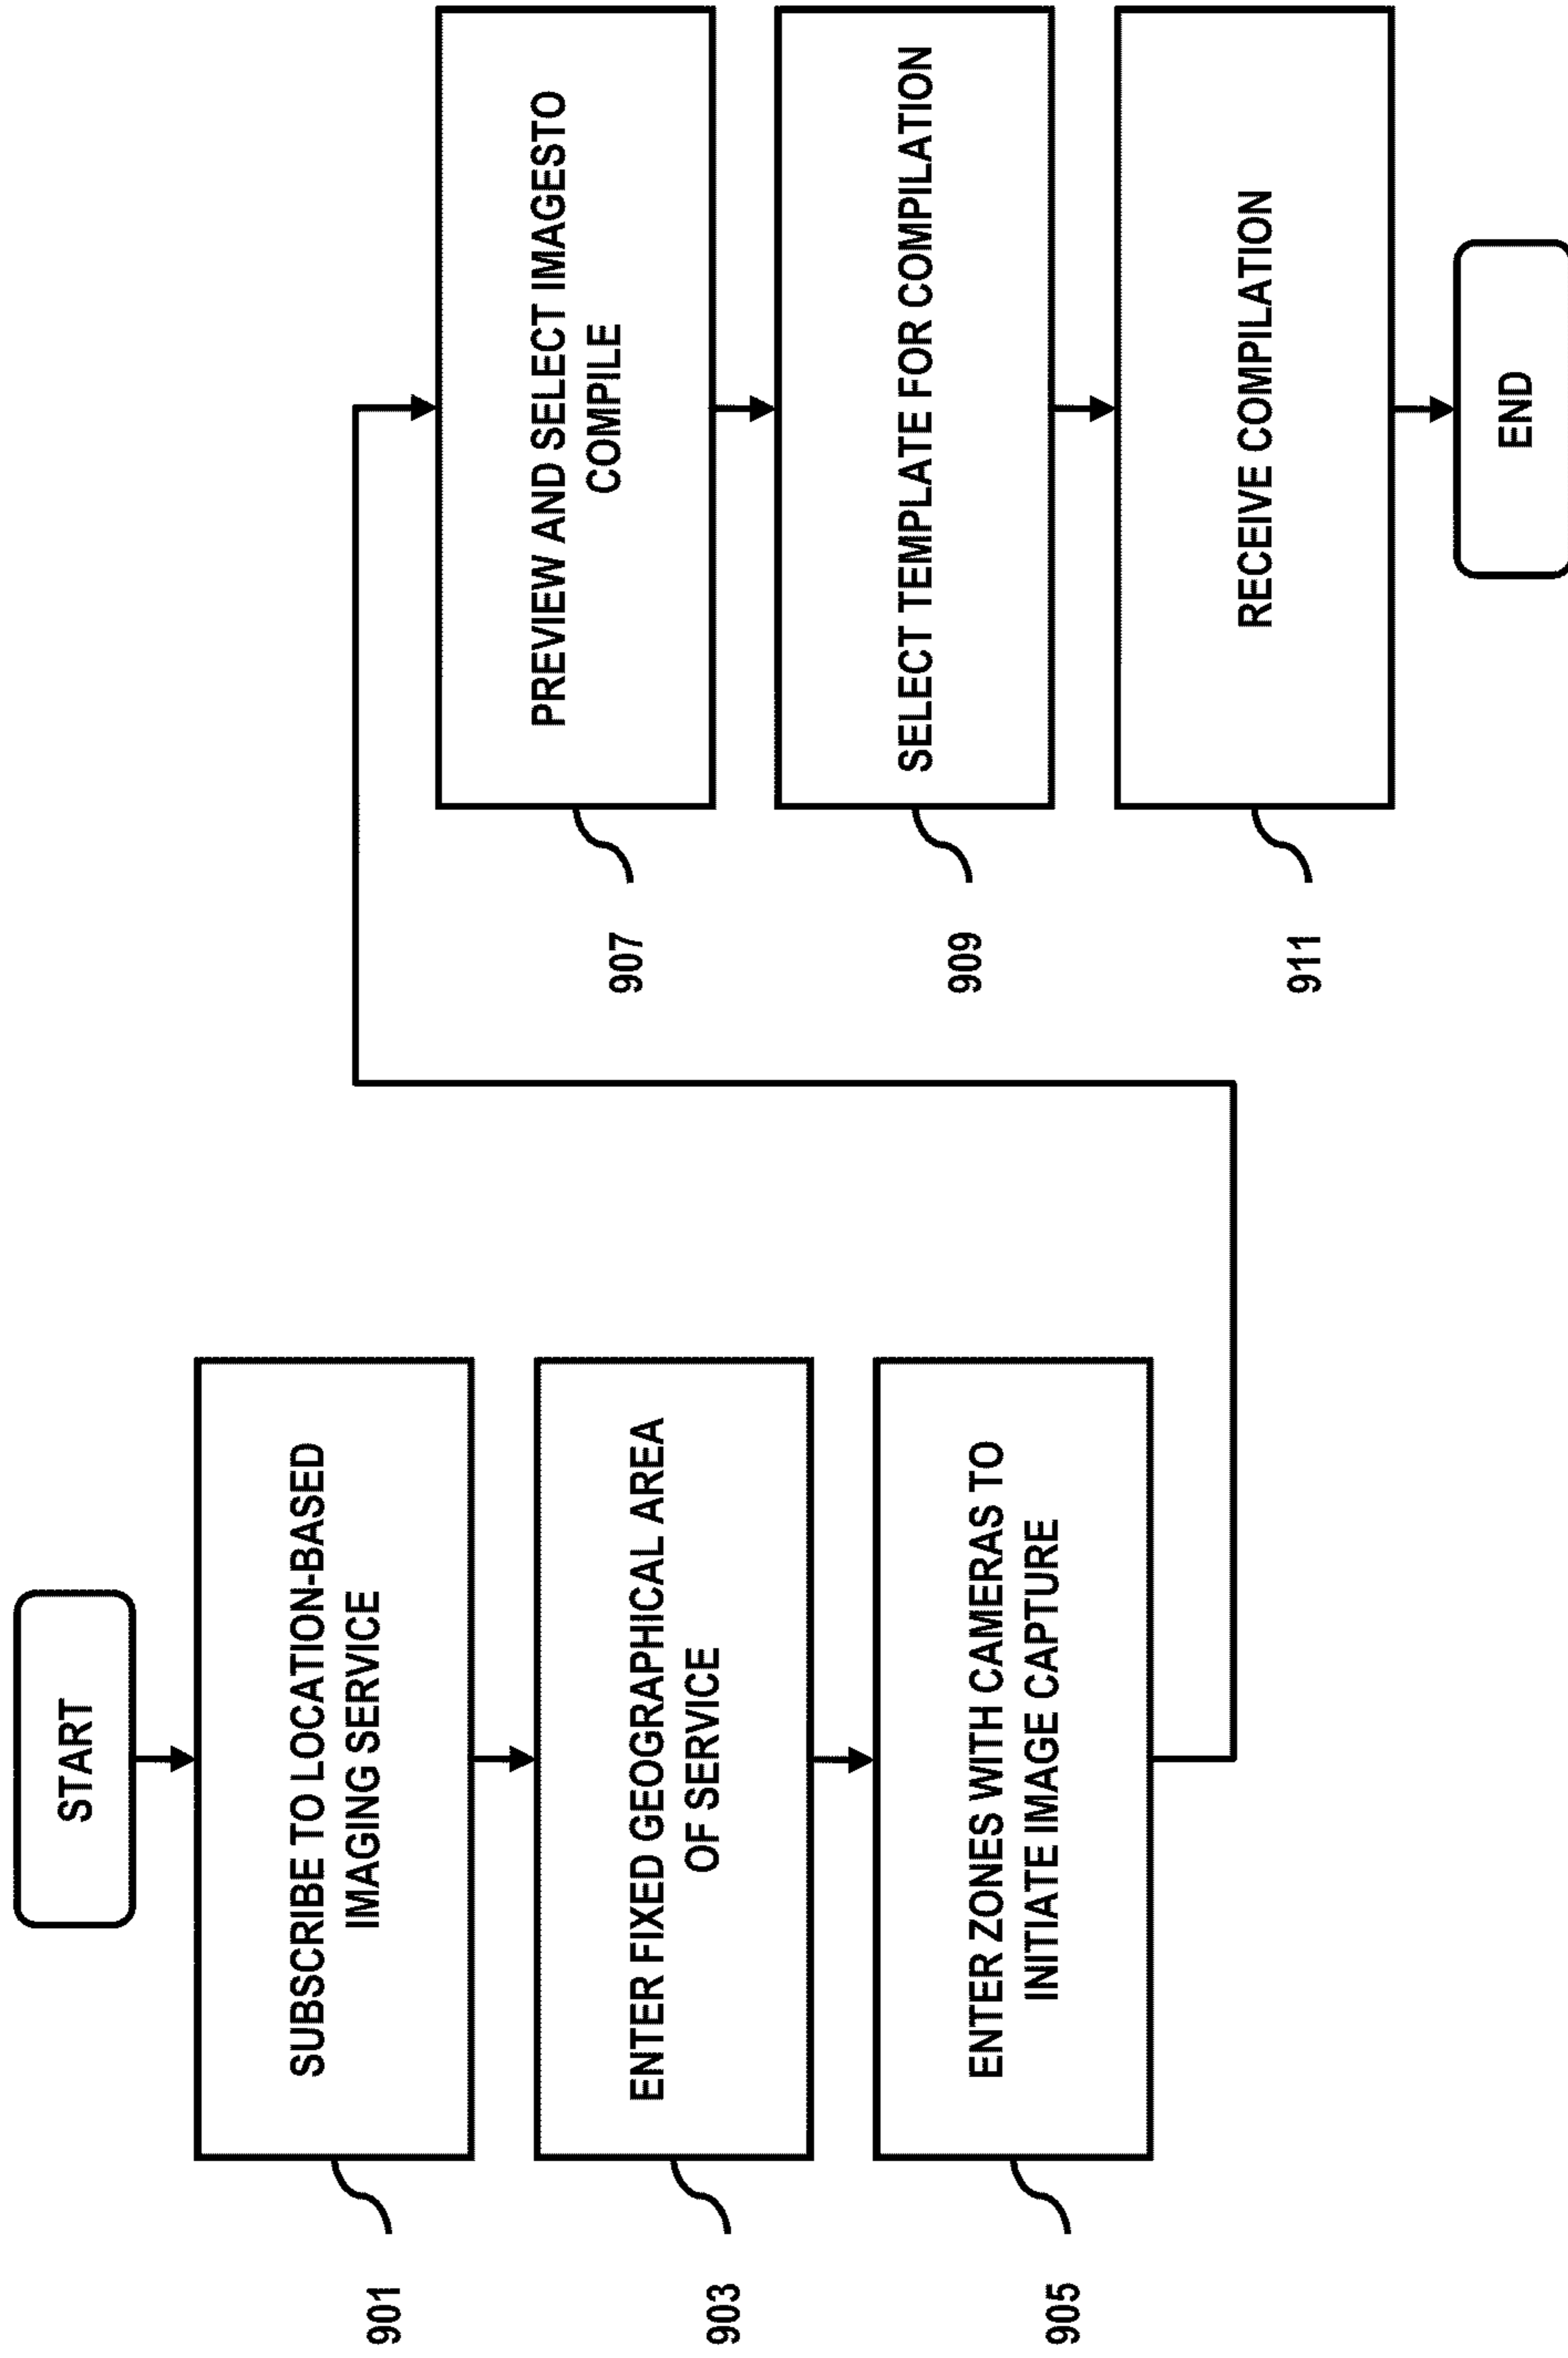 START
SUBSCRIBE TO LOCATION-BASED
IMAGING SERVICE
901
ENTER FIXED GEOGRAPHICAL AREA
OF SERVICE
903
ENTER ZONES WITH CAMERAS TO
INITIATE IMAGE CAPTURE
905
PREVIEW AND SELECT IMAGESTO
COMPILE
907
SELECT TEMPLATE FOR COMPILATION
909
RECEIVE COMPILATION
911
END